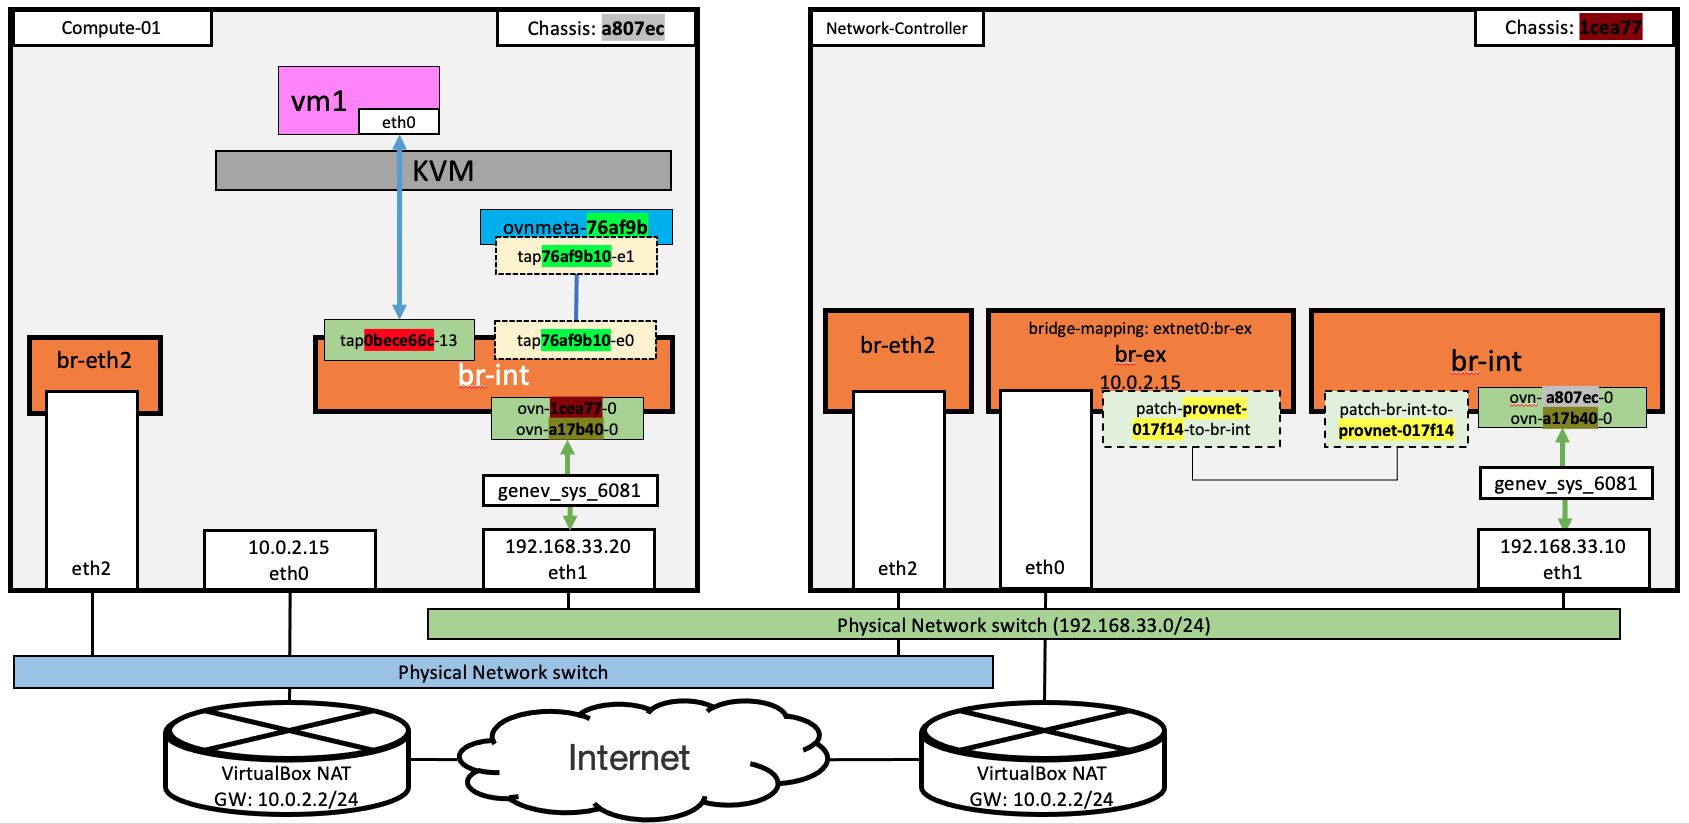 Compute-01
Chassis: a807ec
vm1
eth0
KVM
ovnmeta-76af9b
tap76af9b10-e1
tap0bece66c-13
tap76af9b10-e0
br-eth2
br-int
ovn-1cea77-0
ovn-a17b40-0
genev_sys_6081
eth2
10.0.2.15
eth0
192.168.33.20
eth1
Network-Controller
Chassis: 1cea77
br-eth2
bridge-mapping: extnet0:br-ex
br-ex
10.0.2.15
br-int
patch-provnet-
017f14-to-br-int
patch-br-int-to-
provnet-017f14
ovn- a807ec-0
ovn-a17b40-0
genev_sys_6081
eth2
eth0
192.168.33.10
eth1
Physical Network switch (192.168.33.0/24)
Physical Network switch
VirtualBox NAT
GW: 10.0.2.2/24
Internet
VirtualBox NAT
GW: 10.0.2.2/24